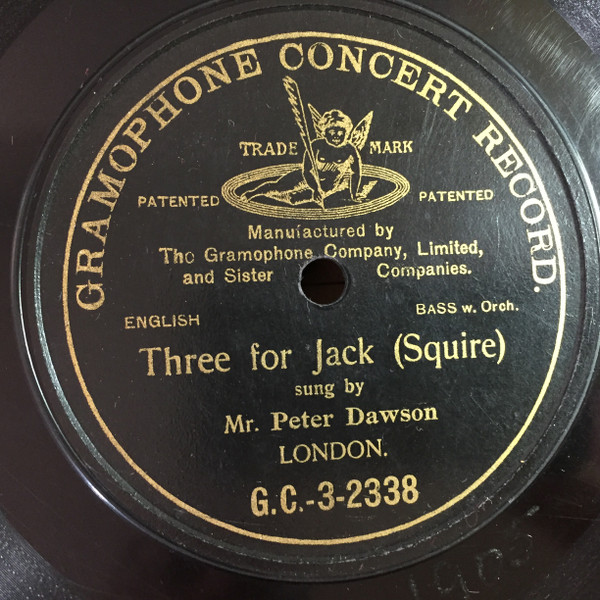 GRAMOPHONE CONCERT RECORD.
TRADE MARK
PATENTED PATENTED
Manufactured by
The Gramophone Company, Limited,
and Sister Companies.
ENGLISH BASS w. Orch.
Three for Jack (Squire)
sung by
Mr. Peter Dawson
LONDON.
G.C.-3-2338